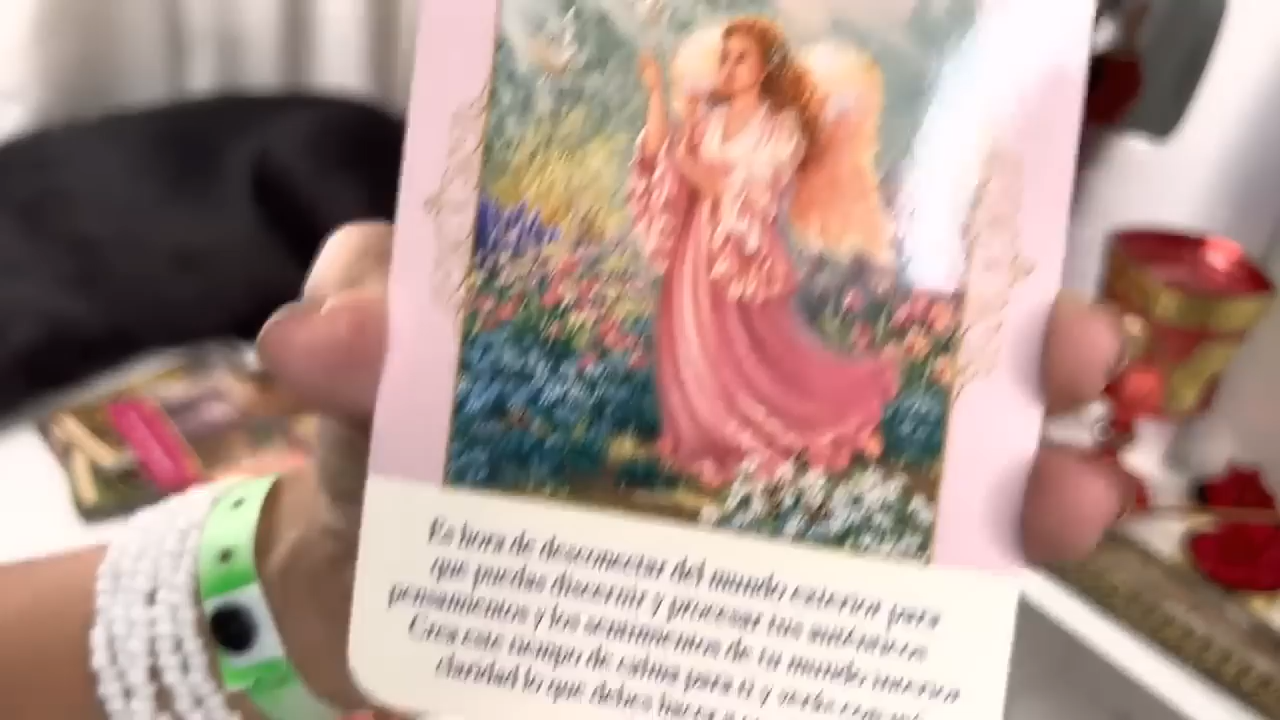 Es hora de desconectar del mundo exterior para
que puedas discernir y procesar tus auténticos
pensamientos y los sentimientos de tu mundo interior
Crea este tiempo de calma para ti y verás con
claridad lo que debes hacer a